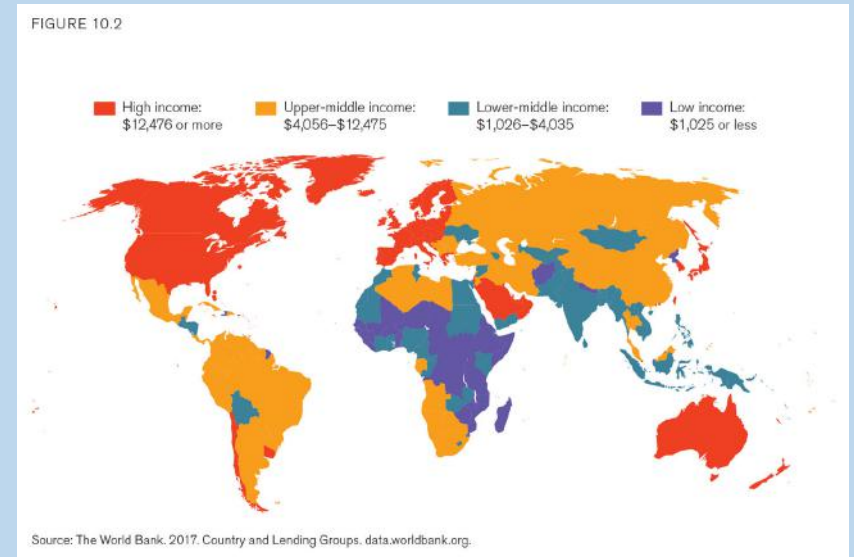 FIGURE 10.2
High income:
$12,476 or more
Upper-middle income:
$4,056–$12,475
Lower-middle income:
$1,026–$4,035
Low income:
$1,025 or less
Source: The World Bank. 2017. Country and Lending Groups. data.worldbank.org.